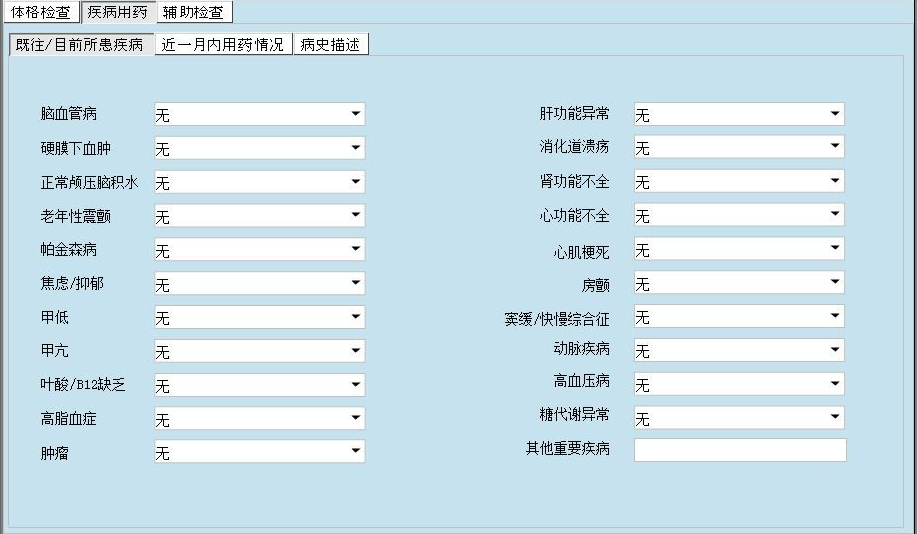 体格检查 疾病用药 辅助检查
既往/目前所患疾病 近一月内用药情况 病史描述
脑血管病 无 肝功能异常 无
硬膜下血肿 无 消化道溃疡 无
正常颅压脑积水 无 肾功能不全 无
老年性震颤 无 心功能不全 无
帕金森病 无 心肌梗死 无
焦虑/抑郁 无 房颤 无
甲低 无 窦缓/快慢综合征 无
甲亢 无 动脉疾病 无
叶酸/B12缺乏 无 高血压病 无
高脂血症 无 糖代谢异常 无
肿瘤 无 其他重要疾病